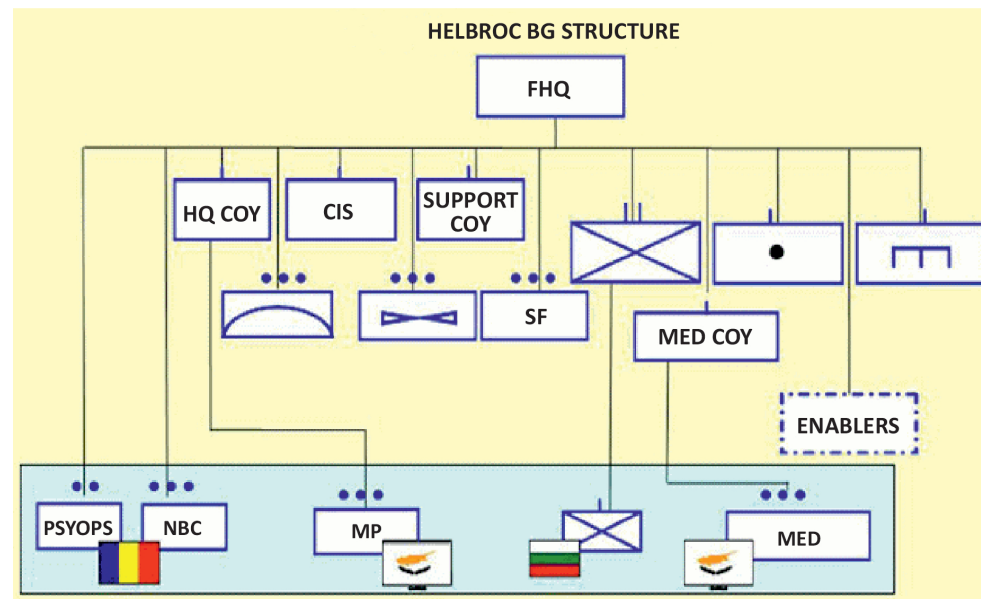 HELBROC BG STRUCTURE
FHQ
HQ COY
CIS
SUPPORT
COY
SF
MED COY
ENABLERS
PSYOPS
NBC
MP
MED